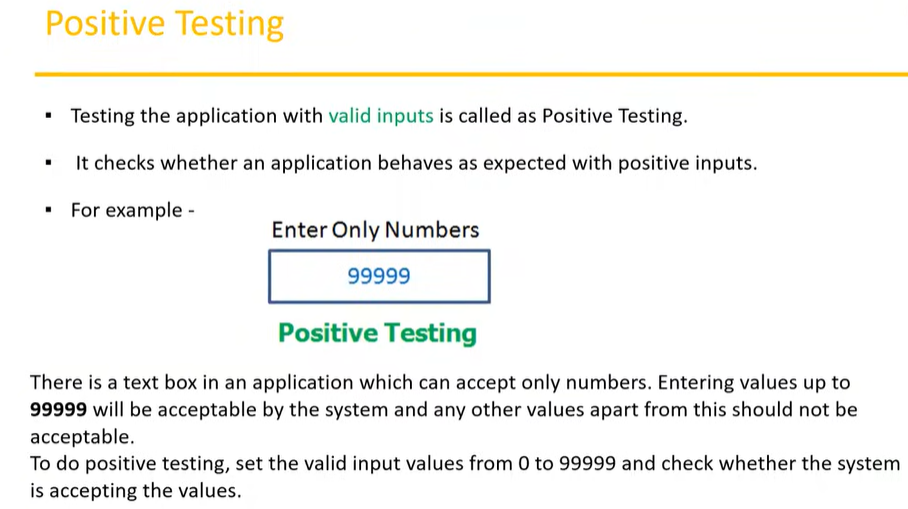 Positive Testing
▪ Testing the application with valid inputs is called as Positive Testing.
▪ It checks whether an application behaves as expected with positive inputs.
▪ For example -
Enter Only Numbers
99999
Positive Testing
There is a text box in an application which can accept only numbers. Entering values up to
99999 will be acceptable by the system and any other values apart from this should not be
acceptable.
To do positive testing, set the valid input values from 0 to 99999 and check whether the system
is accepting the values.